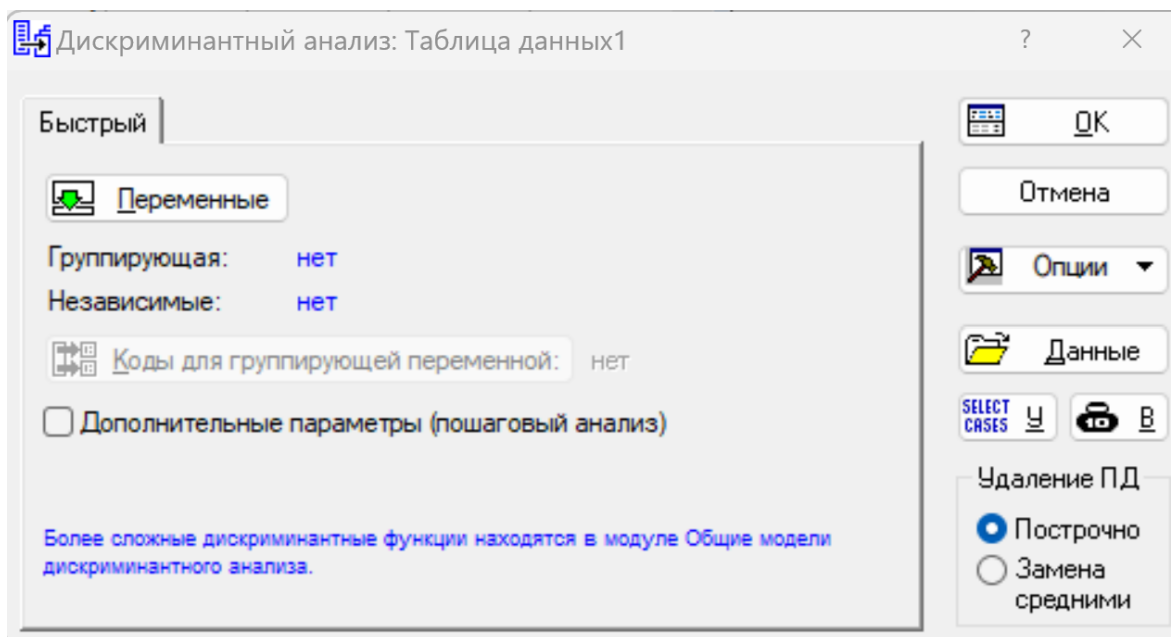 Дискриминантный анализ: Таблица данных1
?
Быстрый
Переменные
Группирующая: нет
Независимые: нет
Коды для группирующей переменной: нет
Дополнительные параметры (пошаговый анализ)
Более сложные дискриминантные функции находятся в модуле Общие модели
дискриминантного анализа.
OK
Отмена
Опции
Данные
SELECT
CASES
У
10
В
Удаление ПД
Построчно
Замена
средними